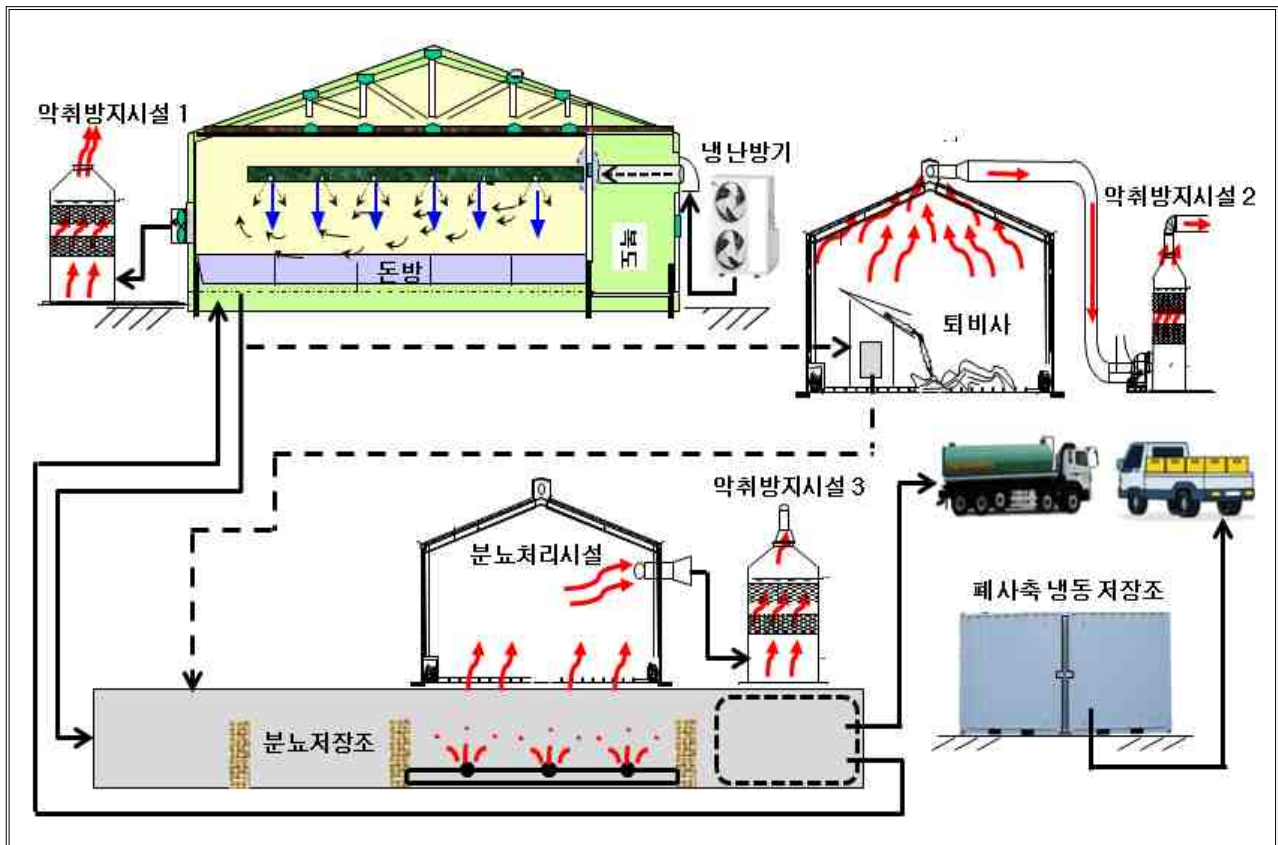 악취방지시설 1
냉난방기
악취방지시설 2
복도
돈방
퇴비사
악취방지시설 3
분뇨처리시설
폐사축 냉동 저장조
분뇨저장조